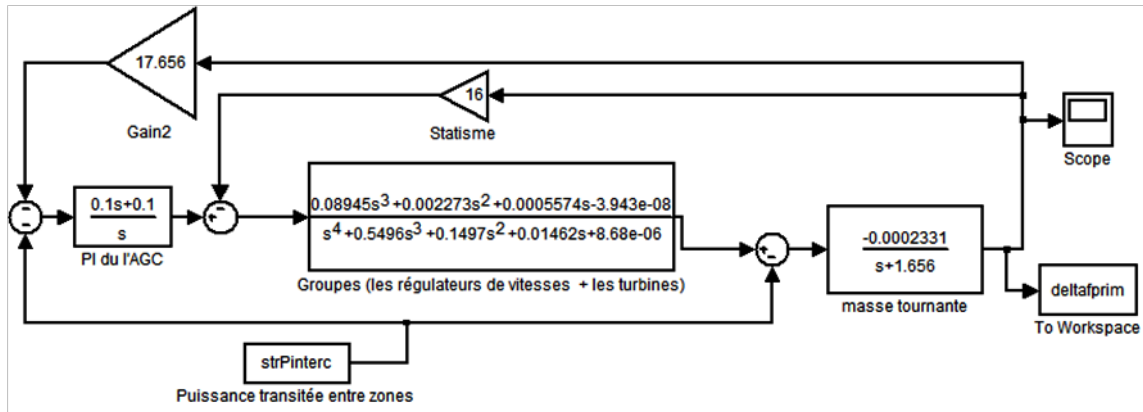 17.656
Gain2
16
Statisme
Scope
0.1s+0.1
s
PI du l'AGC
0.08945s³+0.002273s²+0.0005574s-3.943e-08
s⁴+0.5496s³+0.1497s²+0.01462s+8.68e-06
Groupes (les régulateurs de vitesses + les turbines)
-0.0002331
s+1.656
masse tournante
deltafprim
To Workspace
strPinterc
Puissance transitée entre zones